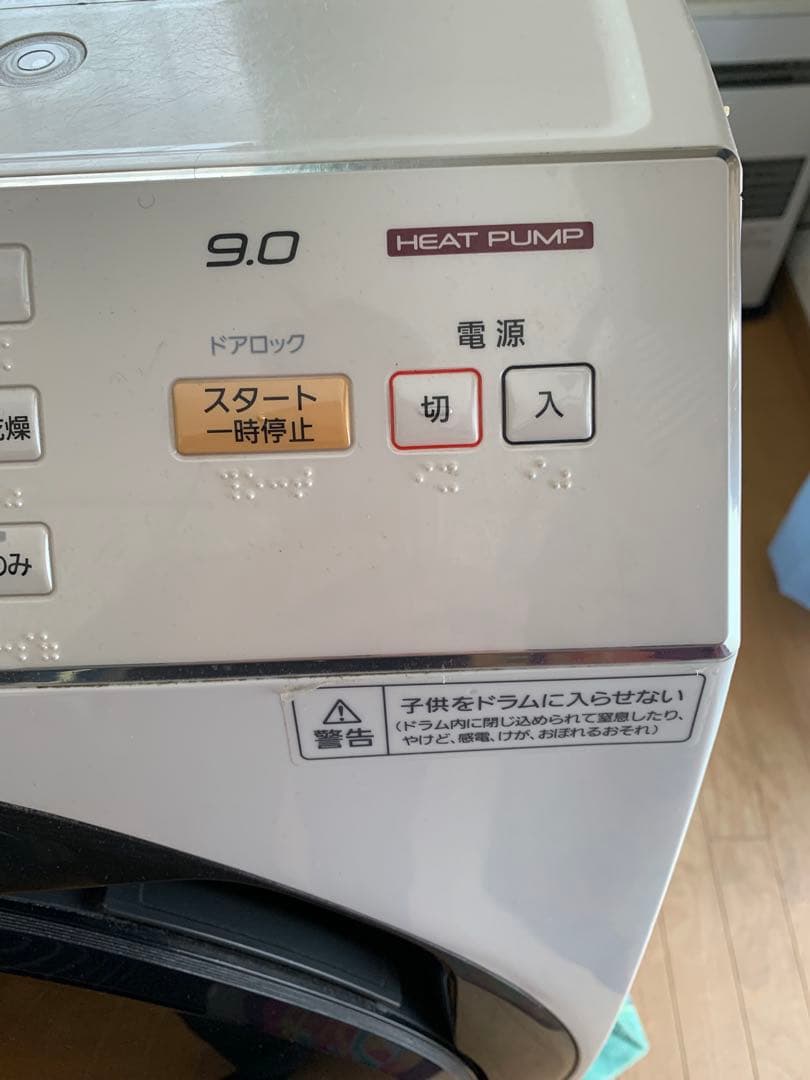 9.0
HEAT PUMP
ドアロック
電源
スタート
一時停止
切
入
燥
のみ
警告
子供をドラムに入らせない
(ドラム内に閉じ込められて窒息したり、
やけど、感電、けが、おぼれるおそれ)